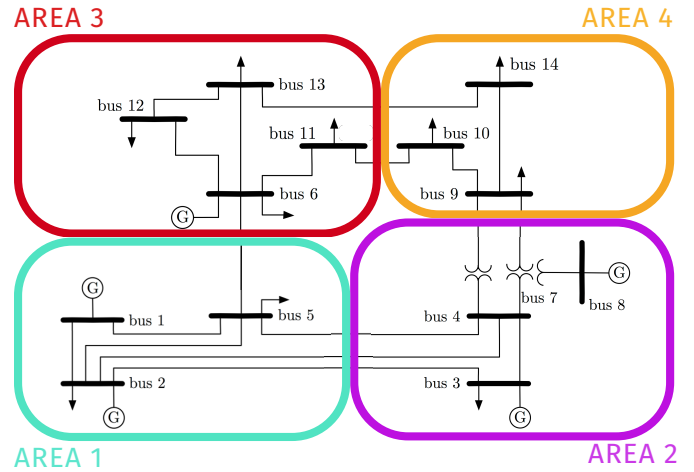 AREA 3
AREA 4
bus 14
bus 13
bus 12
bus 11
bus 10
bus 6
bus 9
G
G
G
bus 7
bus 8
bus 1
bus 5
bus 4
bus 2
bus 3
G
G
AREA 1
AREA 2